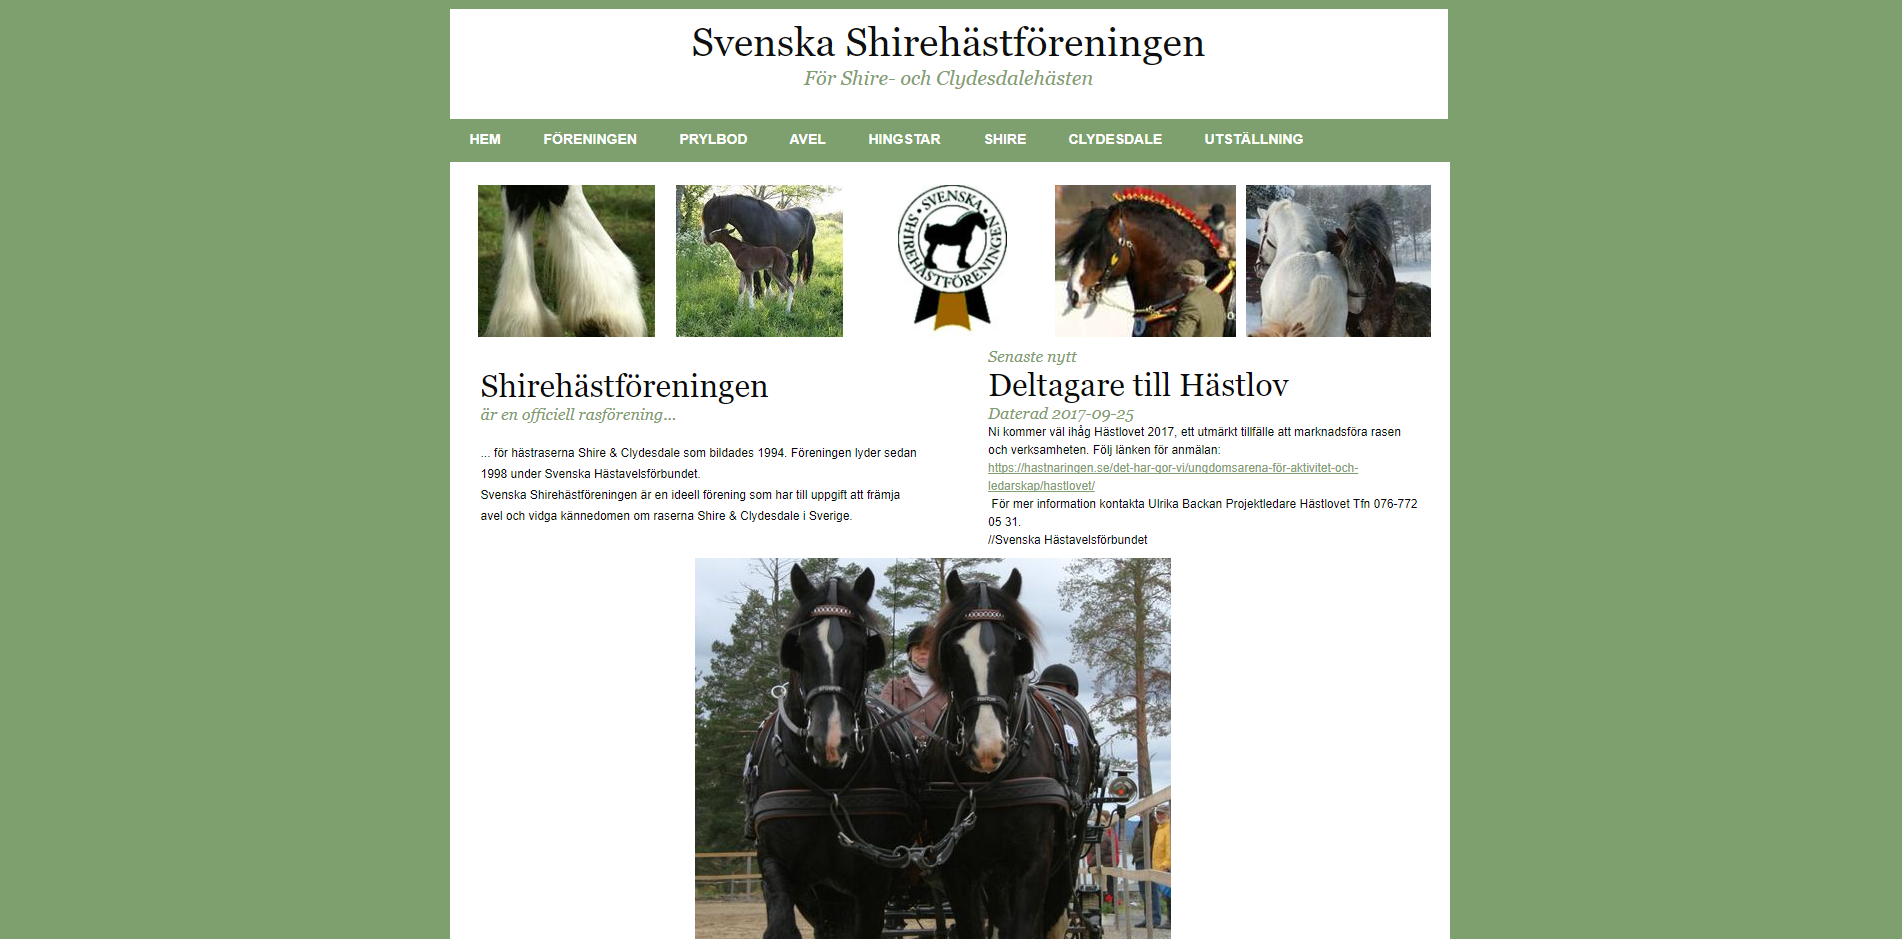 Svenska Shirehästföreningen
För Shire- och Clydesdalehästen
HEM FÖRENINGEN PRYLBOD AVEL HINGSTAR SHIRE CLYDESDALE UTSTÄLLNING
• SVENSKA •
SHIREHÄSTFÖRENINGEN
Shirehästföreningen
är en officiell rasförening...
... för hästraserna Shire & Clydesdale som bildades 1994. Föreningen lyder sedan
1998 under Svenska Hästavelsförbundet.
Svenska Shirehästföreningen är en ideell förening som har till uppgift att främja
avel och vidga kännedomen om raserna Shire & Clydesdale i Sverige.
Senaste nytt
Deltagare till Hästlov
Daterad 2017-09-25
Ni kommer väl ihåg Hästlovet 2017, ett utmärkt tillfälle att marknadsföra rasen
och verksamheten. Följ länken för anmälan:
https://hastnaringen.se/det-har-gor-vi/ungdomsarena-för-aktivitet-och-
ledarskap/hastlovet/
För mer information kontakta Ulrika Backan Projektledare Hästlovet Tfn 076-772
05 31.
//Svenska Hästavelsförbundet